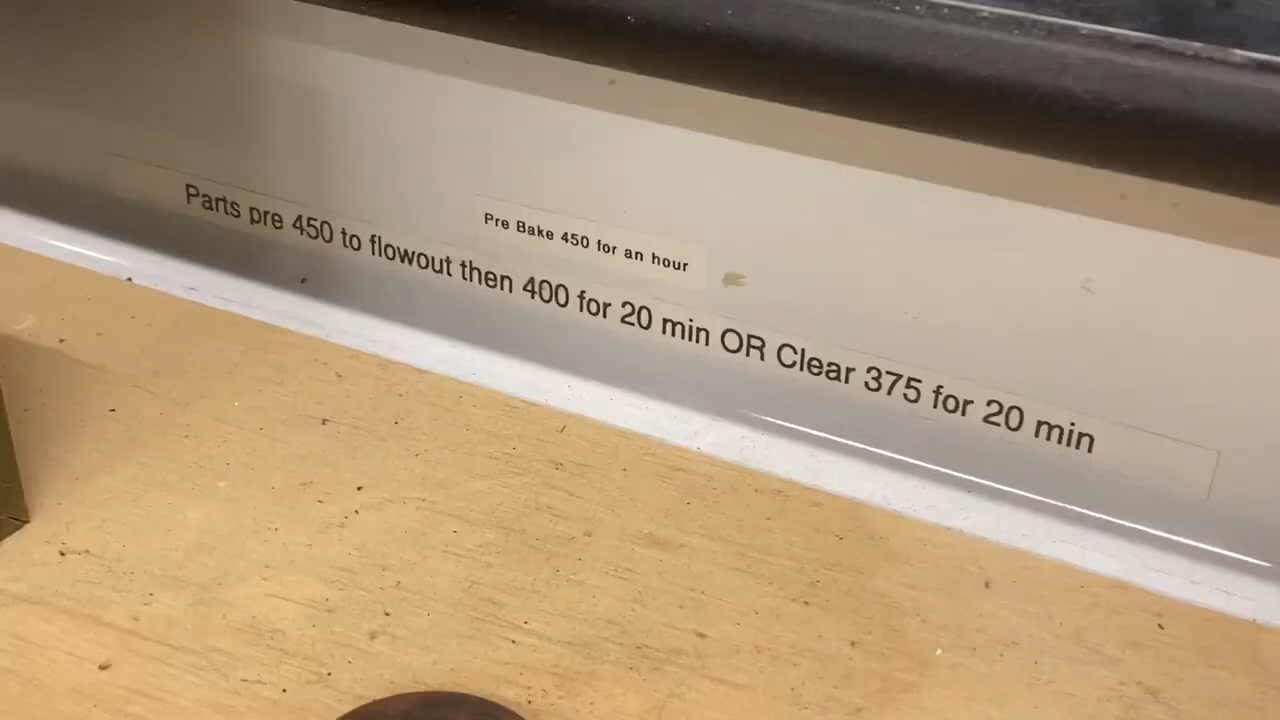 Pre Bake 450 for an hour
Parts pre 450 to flowout then 400 for 20 min OR Clear 375 for 20 min